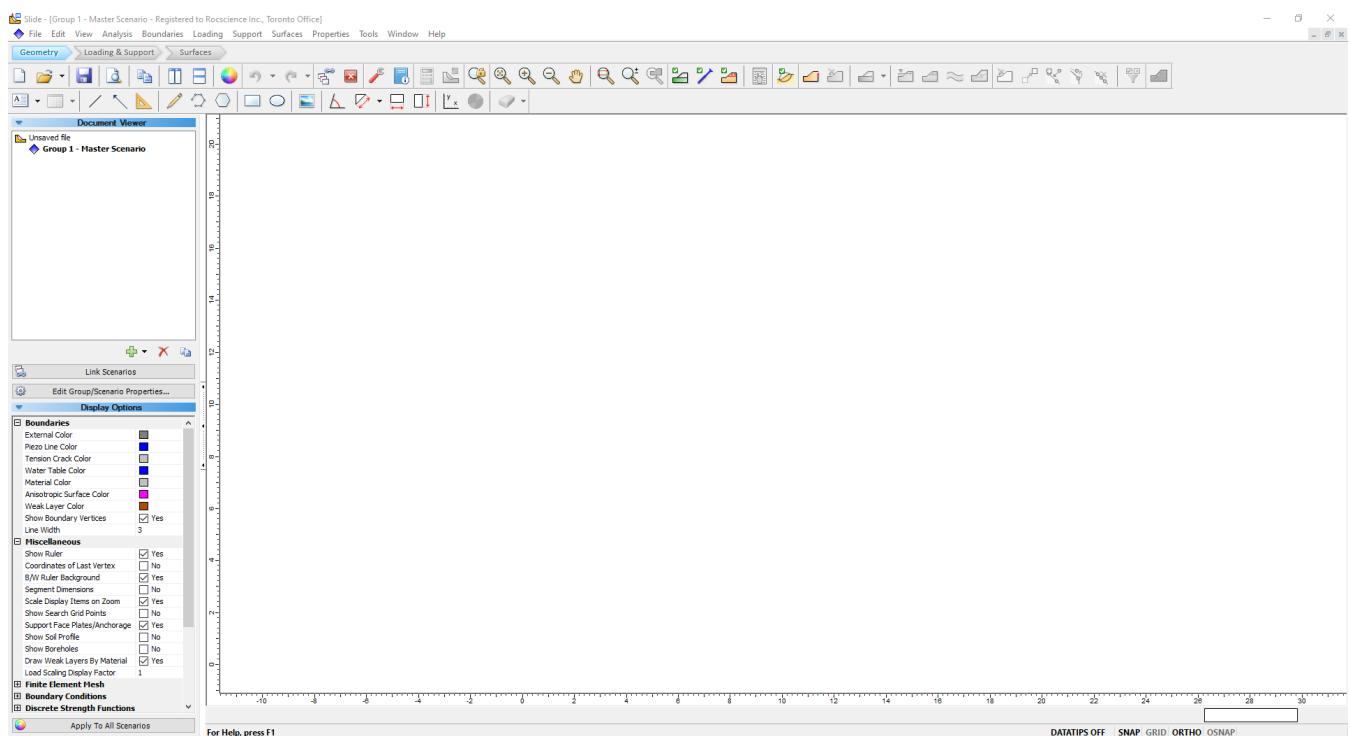 Slide - [Group 1 - Master Scenario - Registered to Rocscience Inc., Toronto Office]
File Edit View Analysis Boundaries Loading Support Surfaces Properties Tools Window Help
Geometry Loading & Support Surfaces
Document Viewer
Unsaved file
Group 1 - Master Scenario
Link Scenarios
Edit Group/Scenario Properties...
Display Options
Boundaries
External Color
Piezo Line Color
Tension Crack Color
Water Table Color
Material Color
Anisotropic Surface Color
Weak Layer Color
Show Boundary Vertices Yes
Line Width 3
Miscellaneous
Show Ruler Yes
Coordinates of Last Vertex No
B/W Ruler Background Yes
Segment Dimensions No
Scale Display Items on Zoom Yes
Show Search Grid Points No
Support Face Plates/Anchorage Yes
Show Soil Profile No
Show Boreholes No
Draw Weak Layers By Material Yes
Load Scaling Display Factor 1
Finite Element Mesh
Boundary Conditions
Discrete Strength Functions
Apply To All Scenarios
20
18
16
14
12
10
8
6
4
2
0
-10 -8 -6 -4 -2 0 2 4 6 8 10 12 14 16 18 20 22 24 26 28 30
For Help, press F1
DATATIPS OFF SNAP GRID ORTHO OSNAP